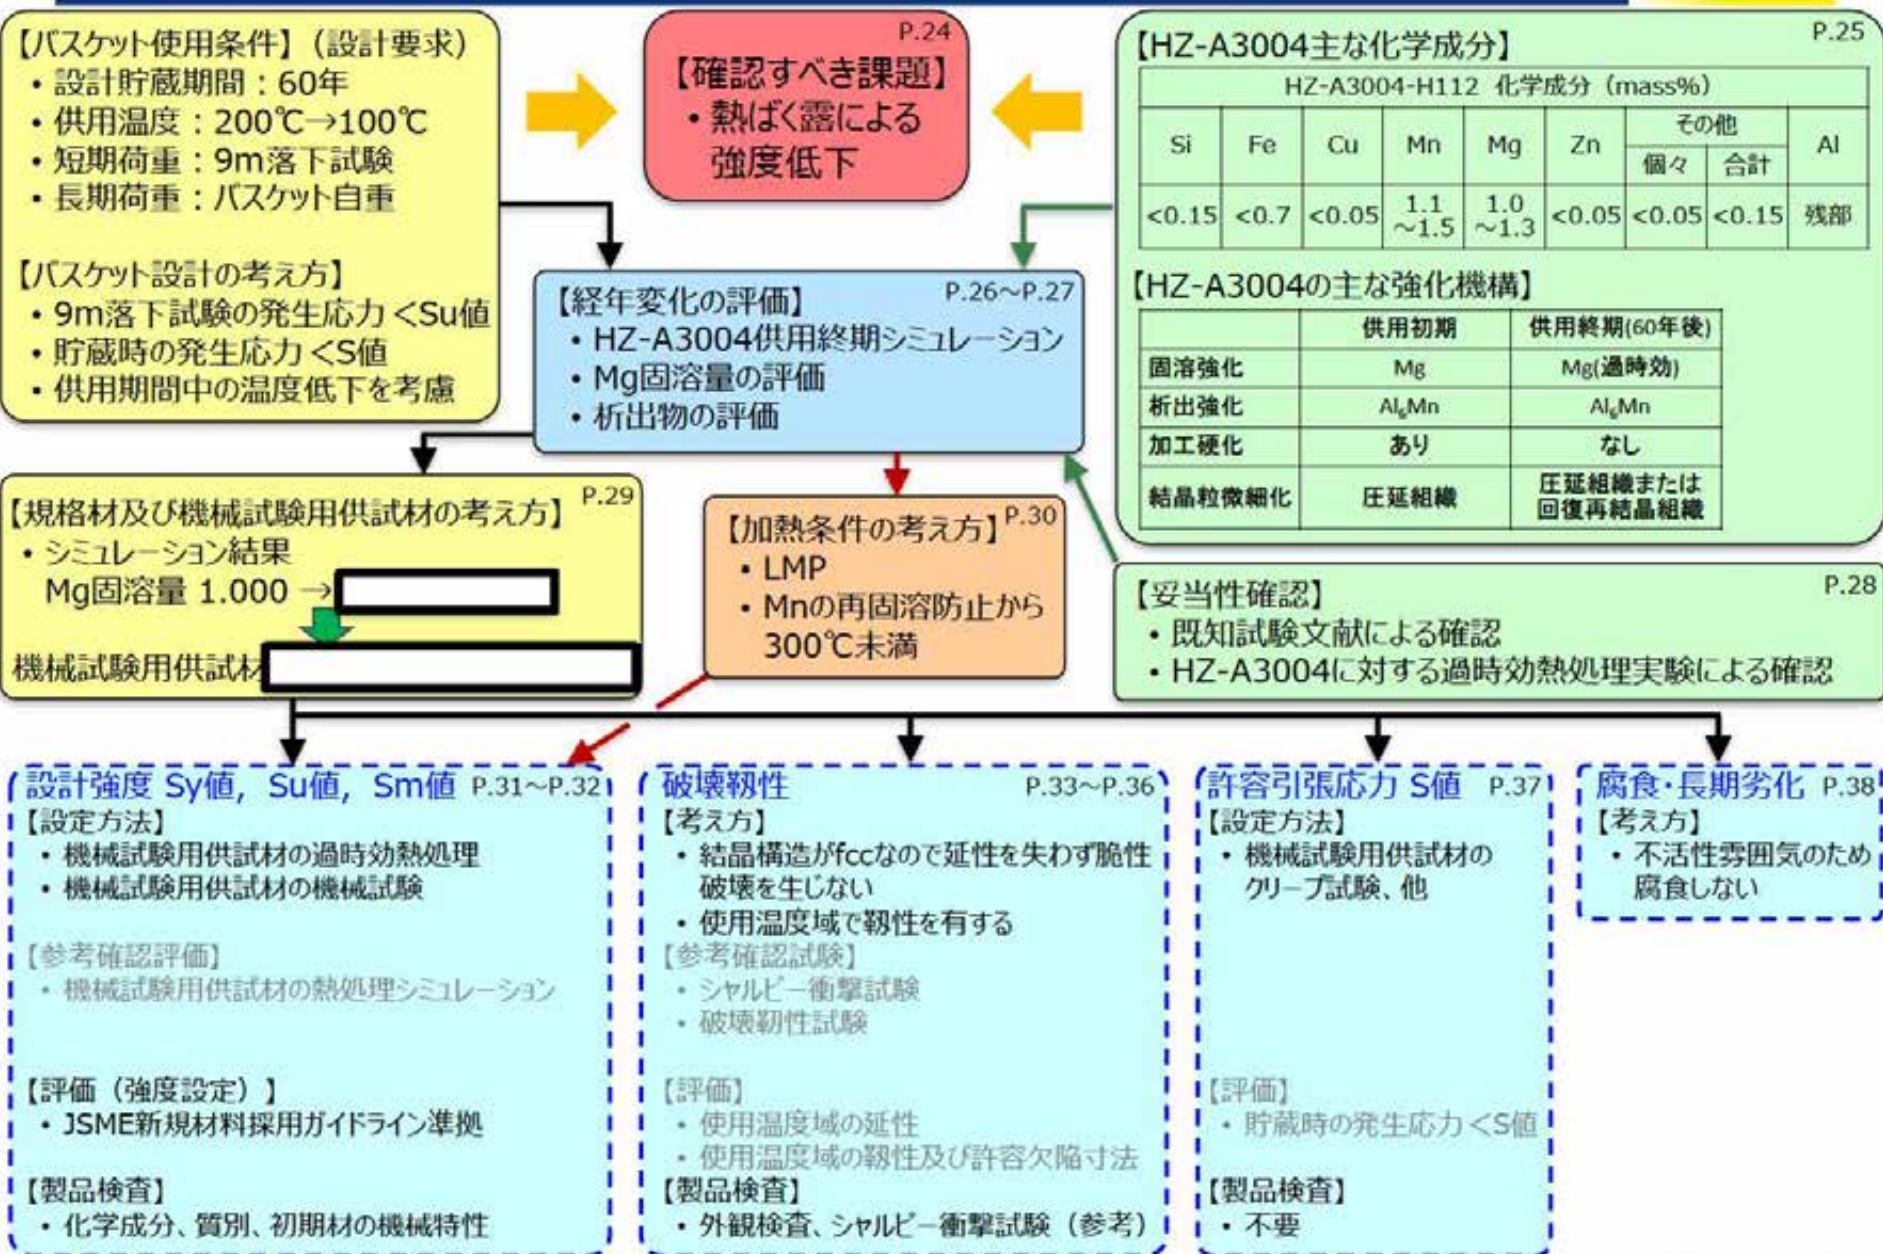 【バスケット使用条件】(設計要求)
・設計貯蔵期間：60年
・供用温度：200℃→100℃
・短期荷重：9m落下試験
・長期荷重：バスケット自重
【バスケット設計の考え方】
・9m落下試験の発生応力＜Su値
・貯蔵時の発生応力＜S値
・供用期間中の温度低下を考慮
P.24
【確認すべき課題】
・熱ばく露による
強度低下
【HZ-A3004主な化学成分】 P.25
HZ-A3004-H112 化学成分（mass%）
Si Fe Cu Mn Mg Zn その他 Al
個々 合計
<0.15 <0.7 <0.05 1.1～1.5 1.0～1.3 <0.05 <0.05 <0.15 残部
【HZ-A3004の主な強化機構】
供用初期 供用終期(60年後)
固溶強化 Mg Mg(過時効)
析出強化 Al₆Mn Al₆Mn
加工硬化 あり なし
結晶粒微細化 圧延組織 圧延組織または
回復再結晶組織
【経年変化の評価】 P.26～P.27
・HZ-A3004供用終期シミュレーション
・Mg固溶量の評価
・析出物の評価
【規格材及び機械試験用供試材の考え方】 P.29
・シミュレーション結果
Mg固溶量 1.000 →
機械試験用供試材
【加熱条件の考え方】 P.30
・LMP
・Mnの再固溶防止から
300℃未満
【妥当性確認】 P.28
・既知試験文献による確認
・HZ-A3004に対する過時効熱処理実験による確認
設計強度 Sy値, Su値, Sm値 P.31～P.32
【設定方法】
・機械試験用供試材の過時効熱処理
・機械試験用供試材の機械試験
【参考確認評価】
・機械試験用供試材の熱処理シミュレーション
【評価（強度設定）】
・JSME新規材料採用ガイドライン準拠
【製品検査】
・化学成分、質別、初期材の機械特性
破壊靱性 P.33～P.36
【考え方】
・結晶構造がfccなので延性を失わず脆性
破壊を生じない
・使用温度域で靱性を有する
【参考確認試験】
・シャルピー衝撃試験
・破壊靱性試験
【評価】
・使用温度域の延性
・使用温度域の靱性及び許容欠陥寸法
【製品検査】
・外観検査、シャルピー衝撃試験（参考）
許容引張応力 S値 P.37
【設定方法】
・機械試験用供試材の
クリープ試験、他
【評価】
・貯蔵時の発生応力＜S値
【製品検査】
・不要
腐食・長期劣化 P.38
【考え方】
・不活性雰囲気のため
腐食しない